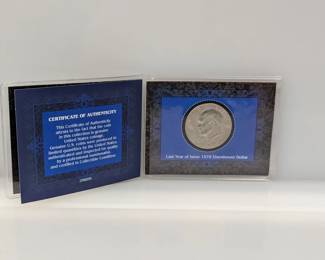 CERTIFICATE OF AUTHENTICITY
This Certificate of Authenticity
attests to the fact that the coin
in this collection is genuine
United States coinage.
Genuine U.S. coins were produced in
limited quantities by the United States
authenticated and inspected for quality
by a professional numismatist,
and certified to Collectible Condition.
Last Year of Issue 1978 Eisenhower Dollar